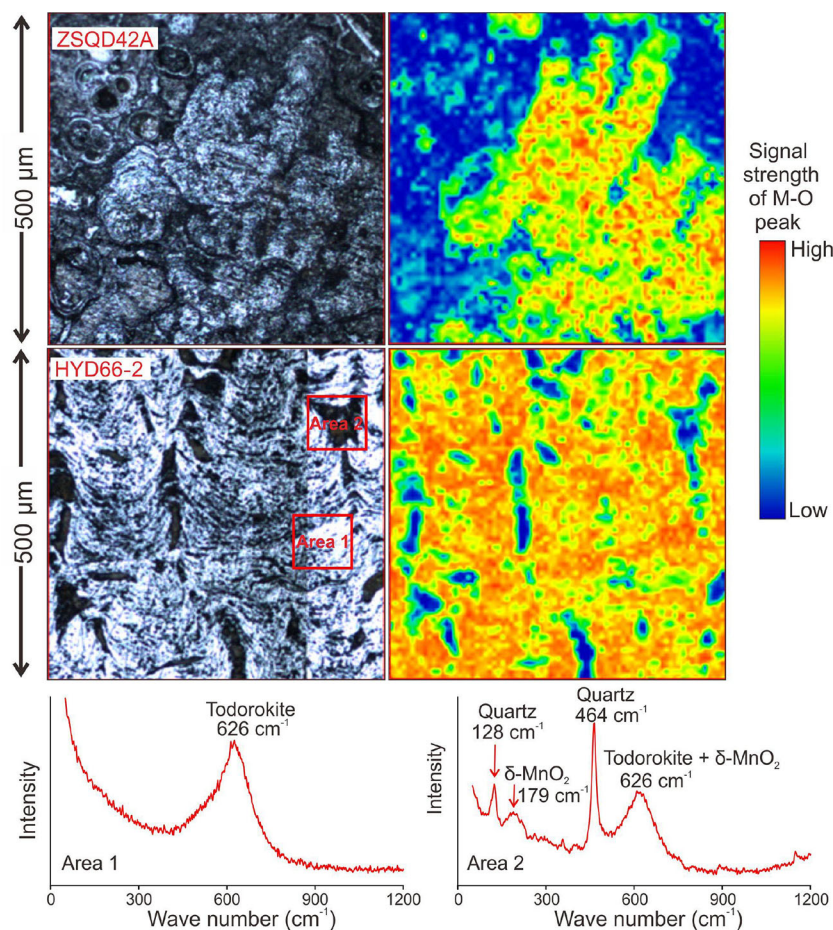 ZSQD42A
500 µm
Signal
strength
of M-O
peak
High
Low
HYD66-2
500 µm
Area 2
Area 1
Todorokite
626 cm⁻¹
Intensity
Area 1
0
300
600
900
1200
Wave number (cm⁻¹)
Quartz
128 cm⁻¹
δ-MnO₂
179 cm⁻¹
Quartz
464 cm⁻¹
Todorokite + δ-MnO₂
626 cm⁻¹
Intensity
Area 2
0
300
600
900
1200
Wave number (cm⁻¹)